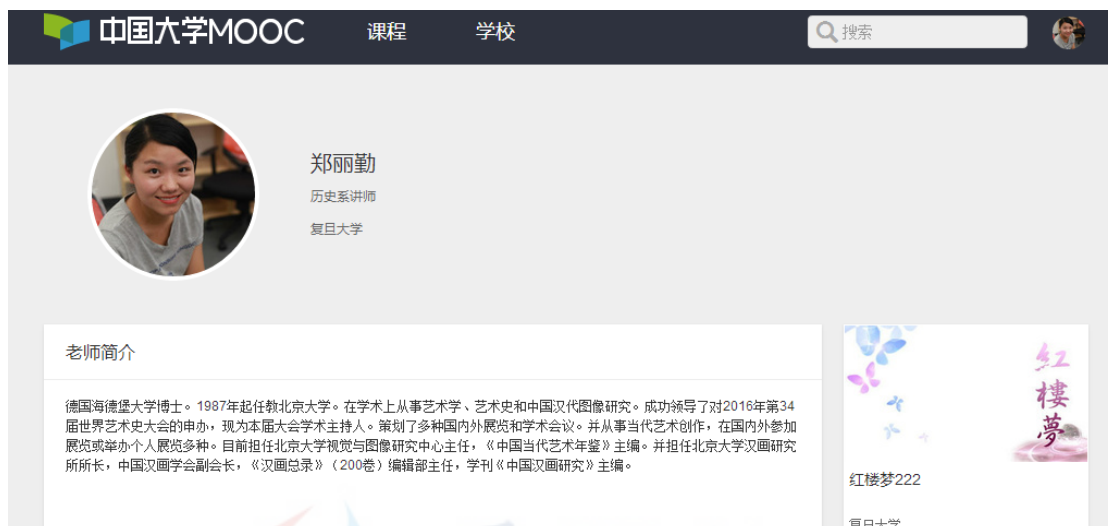 中国大学MOOC
课程
学校
搜索
郑丽勤
历史系讲师
复旦大学
老师简介
德国海德堡大学博士。1987年起任教北京大学。在学术上从事艺术学、艺术史和中国汉代图像研究。成功领导了对2016年第34
届世界艺术史大会的申办，现为本届大会学术主持人。策划了多种国内外展览和学术会议。并从事当代艺术创作，在国内外参加
展览或举办个人展览多种。目前担任北京大学视觉与图像研究中心主任，《中国当代艺术年鉴》主编。并担任北京大学汉画研究
所所长，中国汉画学会副会长，《汉画总录》（200卷）编辑部主任，学刊《中国汉画研究》主编。
紅樓夢
红楼梦222
复旦大学